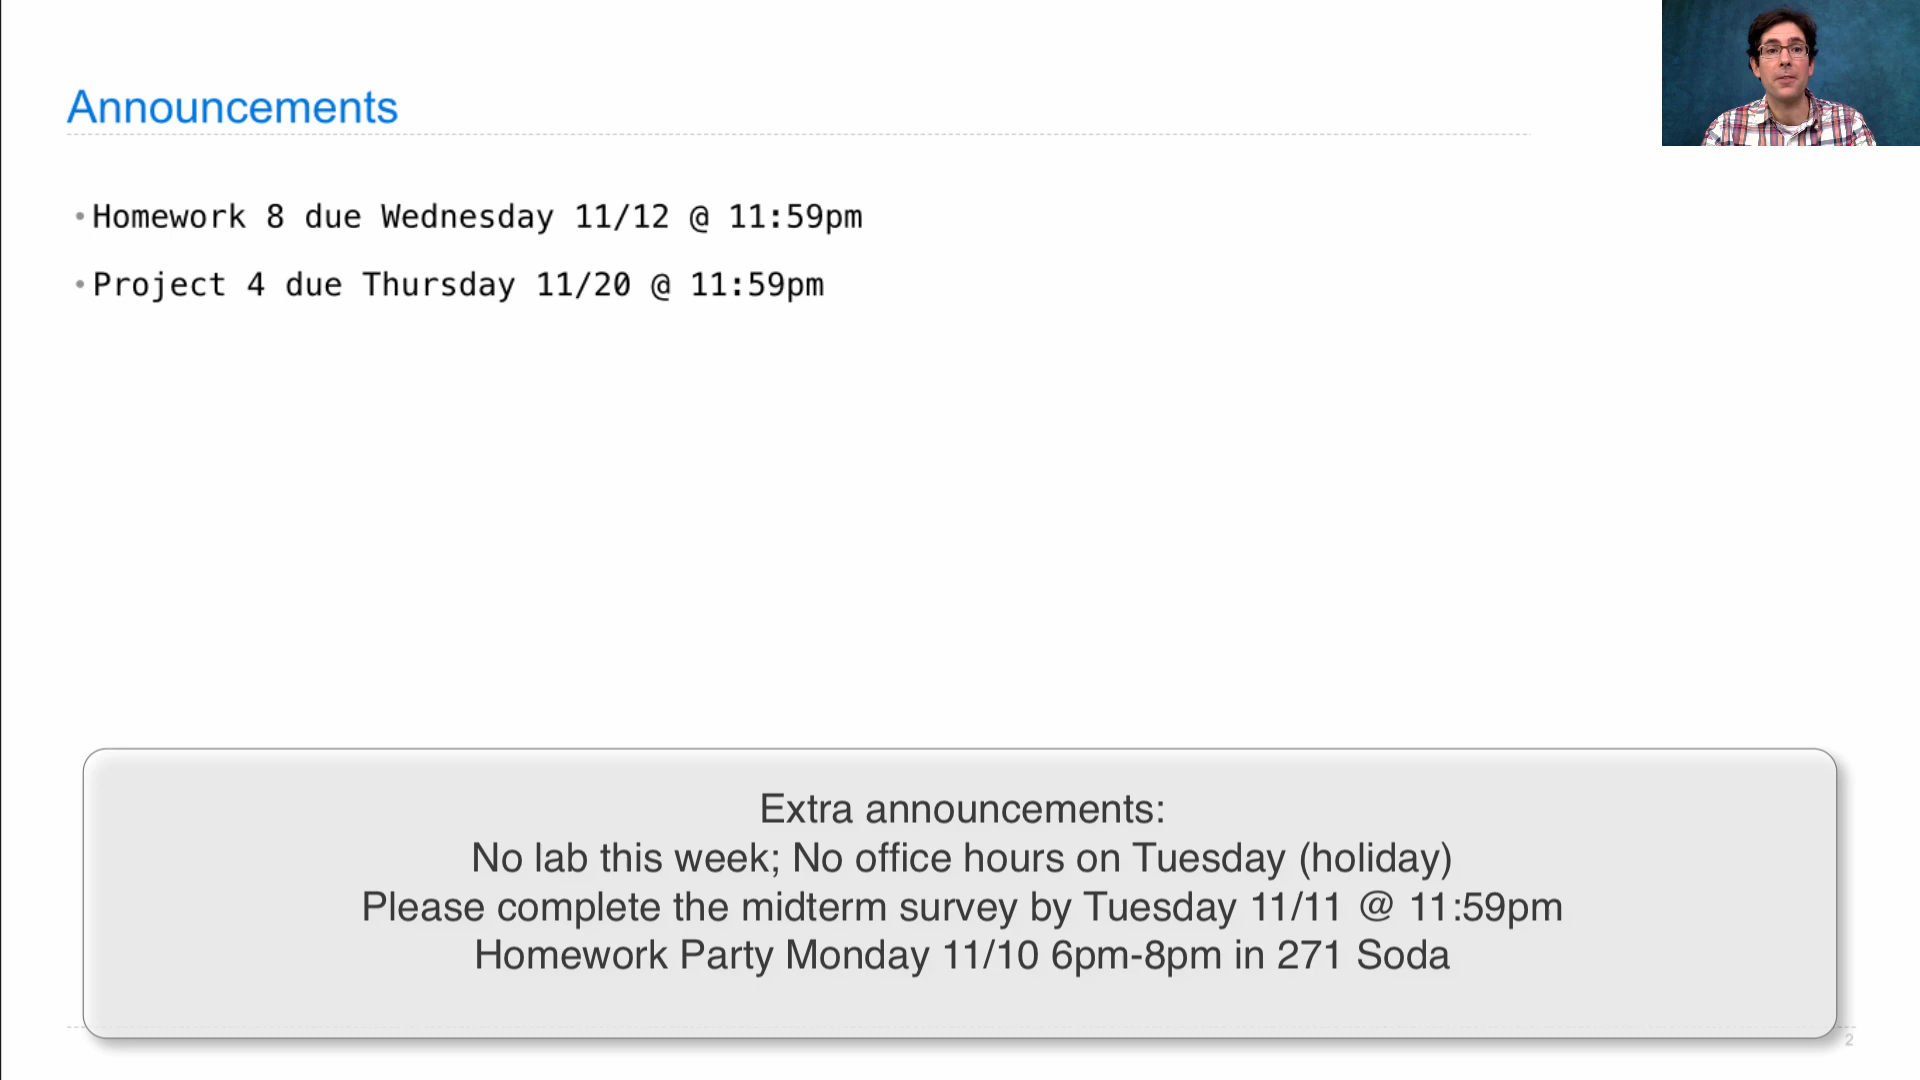 Announcements
•Homework 8 due Wednesday 11/12 @ 11:59pm
•Project 4 due Thursday 11/20 @ 11:59pm
Extra announcements:
No lab this week; No office hours on Tuesday (holiday)
Please complete the midterm survey by Tuesday 11/11 @ 11:59pm
Homework Party Monday 11/10 6pm-8pm in 271 Soda
2